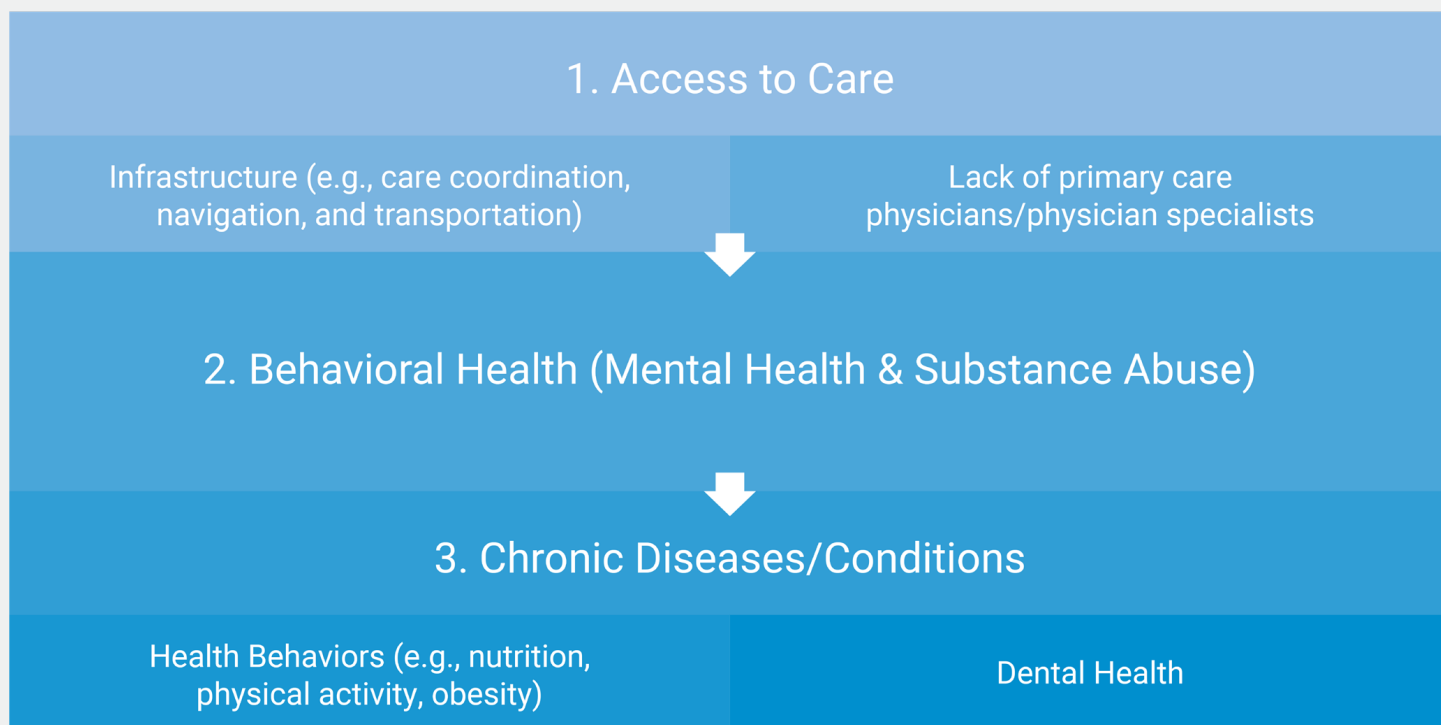 1. Access to Care
Infrastructure (e.g., care coordination,
navigation, and transportation)
Lack of primary care
physicians/physician specialists
2. Behavioral Health (Mental Health & Substance Abuse)
3. Chronic Diseases/Conditions
Health Behaviors (e.g., nutrition,
physical activity, obesity)
Dental Health